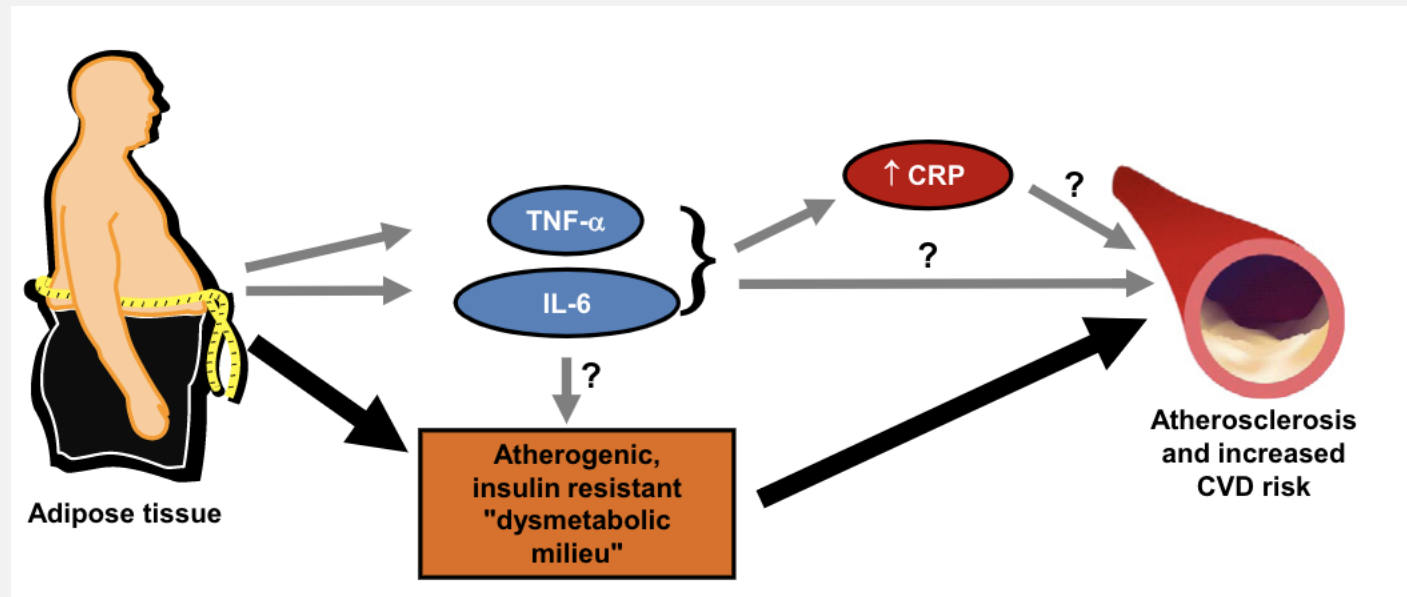 ↑ CRP
?
TNF-α
?
IL-6
?
Atherogenic,
insulin resistant
"dysmetabolic
milieu"
Adipose tissue
Atherosclerosis
and increased
CVD risk